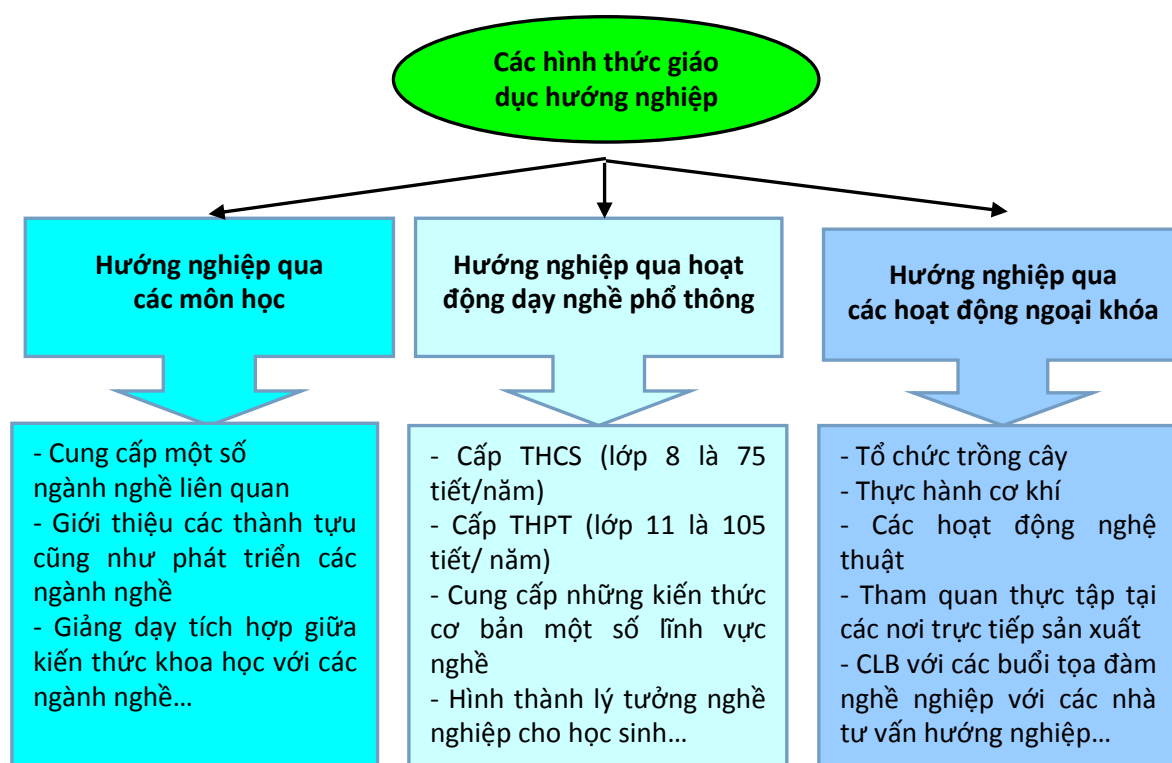 Các hình thức giáo
dục hướng nghiệp
Hướng nghiệp qua
các môn học
Hướng nghiệp qua hoạt
động dạy nghề phổ thông
Hướng nghiệp qua
các hoạt động ngoại khóa
- Cung cấp một số
ngành nghề liên quan
- Giới thiệu các thành tựu
cũng như phát triển các
ngành nghề
- Giảng dạy tích hợp giữa
kiến thức khoa học với các
ngành nghề...
- Cấp THCS (lớp 8 là 75
tiết/năm)
- Cấp THPT (lớp 11 là 105
tiết/ năm)
- Cung cấp những kiến thức
cơ bản một số lĩnh vực
nghề
- Hình thành lý tưởng nghề
nghiệp cho học sinh...
- Tổ chức trồng cây
- Thực hành cơ khí
- Các hoạt động nghệ
thuật
- Tham quan thực tập tại
các nơi trực tiếp sản xuất
- CLB với các buổi tọa đàm
nghề nghiệp với các nhà
tư vấn hướng nghiệp...